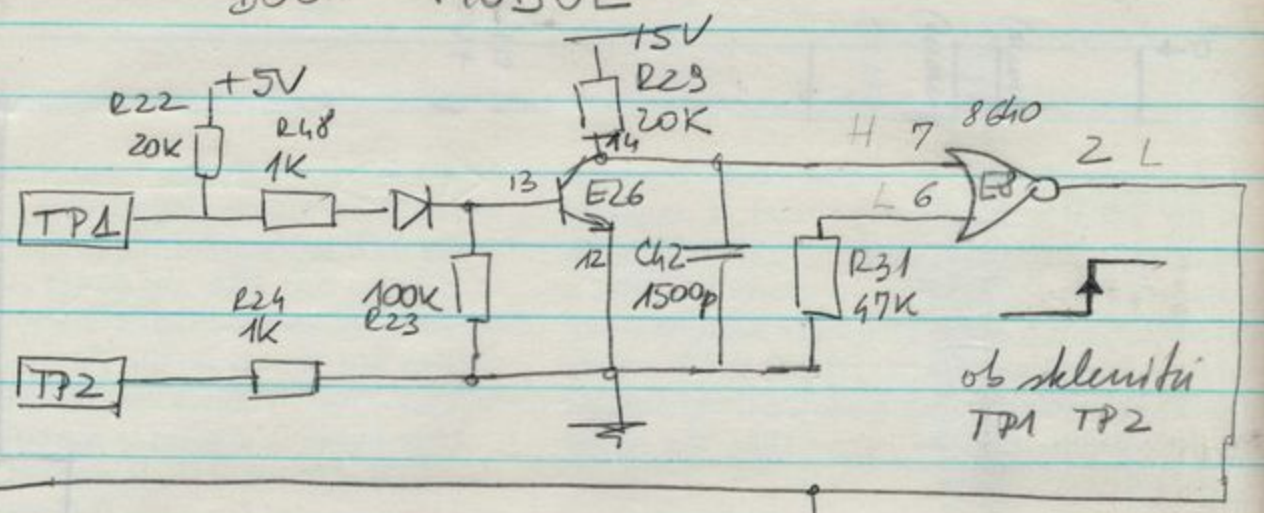 MODUL
15V
+5V
R29
20K
R22
20K
R48
1K
14
H 7
8640
2 L
13
E26
L 6
E8
TP1
12
C42
1500p
R31
47K
R24
1K
100K
R23
TP2
ob sklenitvi
TP1 TP2